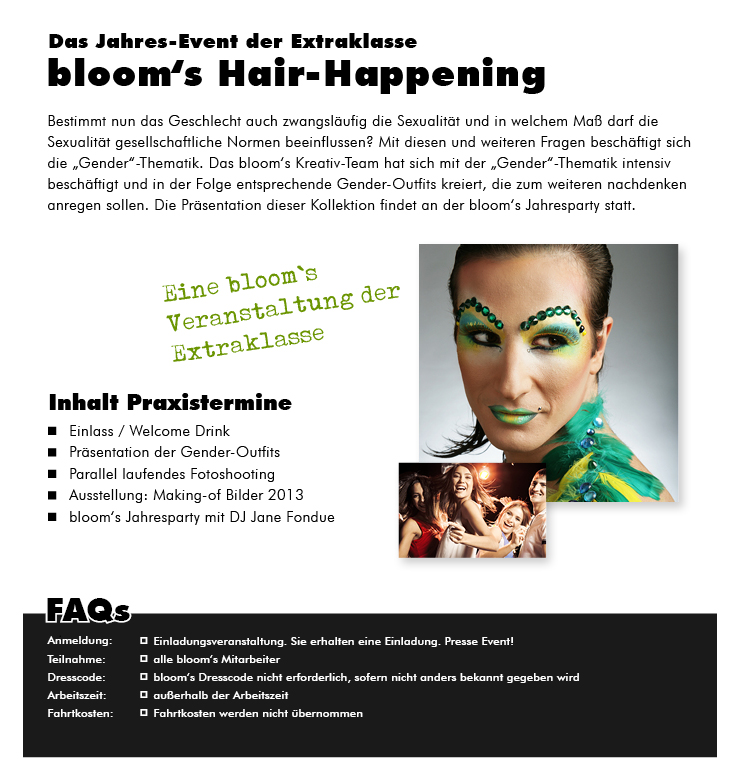 Das Jahres-Event der Extraklasse
bloom‘s Hair-Happening
Bestimmt nun das Geschlecht auch zwangsläufig die Sexualität und in welchem Maß darf die
Sexualität gesellschaftliche Normen beeinflussen? Mit diesen und weiteren Fragen beschäftigt sich
die „Gender“-Thematik. Das bloom‘s Kreativ-Team hat sich mit der „Gender“-Thematik intensiv
beschäftigt und in der Folge entsprechende Gender-Outfits kreiert, die zum weiteren nachdenken
anregen sollen. Die Präsentation dieser Kollektion findet an der bloom‘s Jahresparty statt.
Eine bloom`s
Veranstaltung der
Extraklasse
Inhalt Praxistermine
■ Einlass / Welcome Drink
■ Präsentation der Gender-Outfits
■ Parallel laufendes Fotoshooting
■ Ausstellung: Making-of Bilder 2013
■ bloom‘s Jahresparty mit DJ Jane Fondue
FAQs
Anmeldung: Einladungsveranstaltung. Sie erhalten eine Einladung. Presse Event!
Teilnahme: alle bloom‘s Mitarbeiter
Dresscode: bloom‘s Dresscode nicht erforderlich, sofern nicht anders bekannt gegeben wird
Arbeitszeit: außerhalb der Arbeitszeit
Fahrtkosten: Fahrtkosten werden nicht übernommen